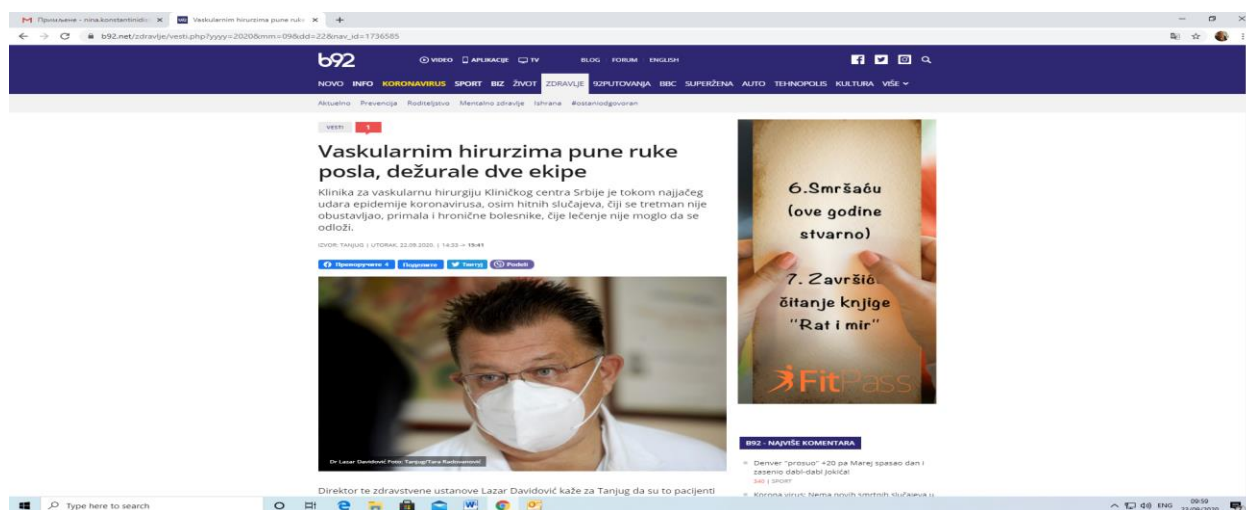 Vaskularnim hirurzima pune ruke
b92.net/zdravlje/vesti.php?yyyy=2020&mm=09&dd=22&nav_id=1736585
b92
VIDEO APLIKACIJE TV BLOG FORUM ENGLISH
NOVO INFO KORONAVIRUS SPORT BIZ ŽIVOT ZDRAVLJE 92PUTOVANJA BBC SUPERŽENA AUTO TEHNOPOLIS KULTURA VIŠE
Aktuelno Prevencija Roditeljstvo Mentalno zdravlje Ishrana #ostaniodgovoran
VESTI 1
Vaskularnim hirurzima pune ruke
posla, dežurale dve ekipe
Klinika za vaskularnu hirurgiju Kliničkog centra Srbije je tokom najjačeg
udara epidemije koronavirusa, osim hitnih slučajeva, čiji se tretman nije
obustavljao, primala i hronične bolesnike, čije lečenje nije moglo da se
odloži.
IZVOR: TANJUG | UTORAK, 22.09.2020. | 14:33 -> 15:41
Podeli
Dr Lazar Davidović Foto: Tanjug/Tara Radovanović
Direktor te zdravstvene ustanove Lazar Davidović kaže za Tanjug da su to pacijenti
6.Smršaću
(ove godine
stvarno)
7. Završiću
čitanje knjige
"Rat i mir"
FitPass
B92 - NAJVIŠE KOMENTARA
Denver "prosuo" +20 pa Marej spasao dan i
zasenio dabl-dabl Jokića!
| SPORT
Korona virus: Nema novih smrtnih slučajeva u
Type here to search
ENG
09:59